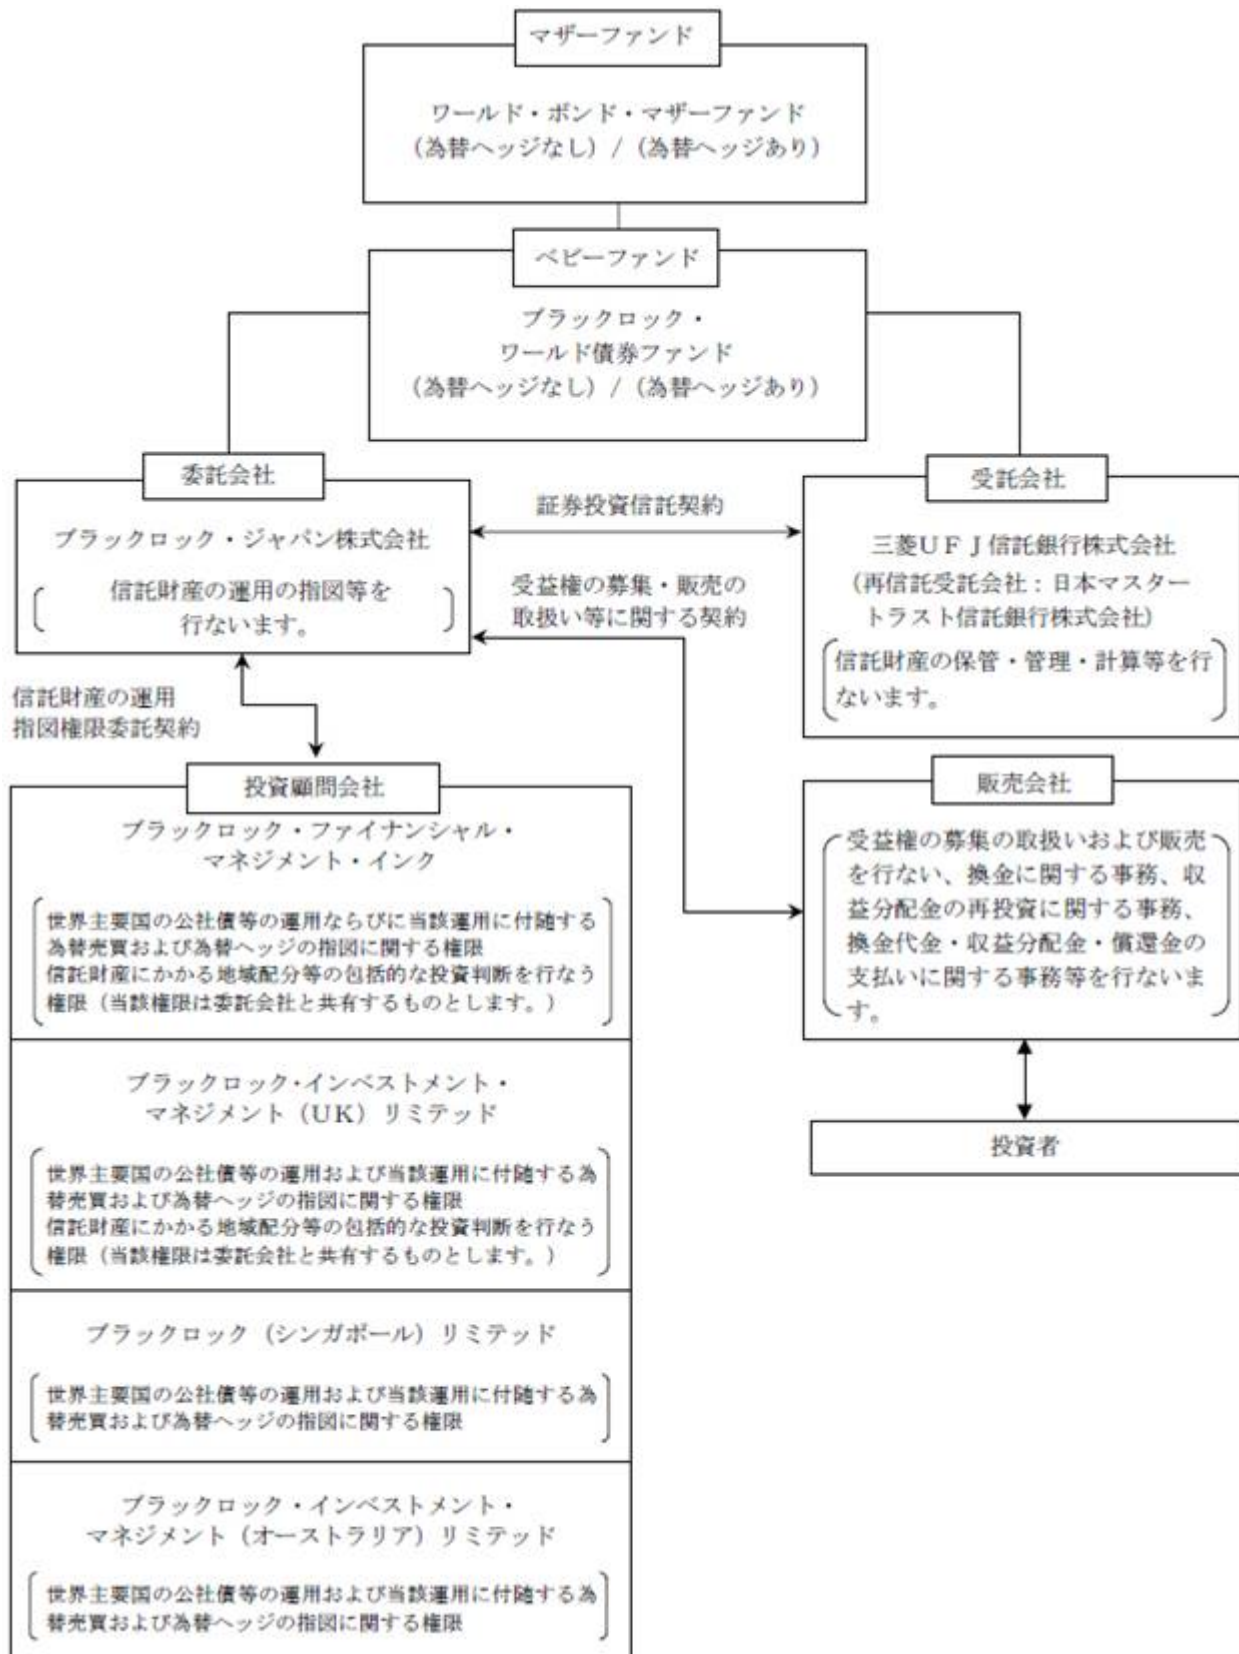 マザーファンド
ワールド・ボンド・マザーファンド
(為替ヘッジなし) / (為替ヘッジあり)
ベビーファンド
ブラックロック・
ワールド債券ファンド
(為替ヘッジなし) / (為替ヘッジあり)
委託会社
ブラックロック・ジャパン株式会社
信託財産の運用の指図等を
行ないます。
証券投資信託契約
受益権の募集・販売の
取扱い等に関する契約
受託会社
三菱UFJ信託銀行株式会社
(再信託受託会社:日本マスター
トラスト信託銀行株式会社)
信託財産の保管・管理・計算等を行
ないます。
信託財産の運用
指図権限委託契約
投資顧問会社
ブラックロック・ファイナンシャル・
マネジメント・インク
世界主要国の公社債等の運用ならびに当該運用に付随する
為替売買および為替ヘッジの指図に関する権限
信託財産にかかる地域配分等の包括的な投資判断を行なう
権限(当該権限は委託会社と共有するものとします。)
ブラックロック・インベストメント・
マネジメント(UK)リミテッド
世界主要国の公社債等の運用および当該運用に付随する為
替売買および為替ヘッジの指図に関する権限
信託財産にかかる地域配分等の包括的な投資判断を行なう
権限(当該権限は委託会社と共有するものとします。)
ブラックロック(シンガポール)リミテッド
世界主要国の公社債等の運用および当該運用に付随する為
替売買および為替ヘッジの指図に関する権限
ブラックロック・インベストメント・
マネジメント(オーストラリア)リミテッド
世界主要国の公社債等の運用および当該運用に付随する為
替売買および為替ヘッジの指図に関する権限
販売会社
受益権の募集の取扱いおよび販売
を行ない、換金に関する事務、収
益分配金の再投資に関する事務、
換金代金・収益分配金・償還金の
支払いに関する事務等を行ないま
す。
投資者